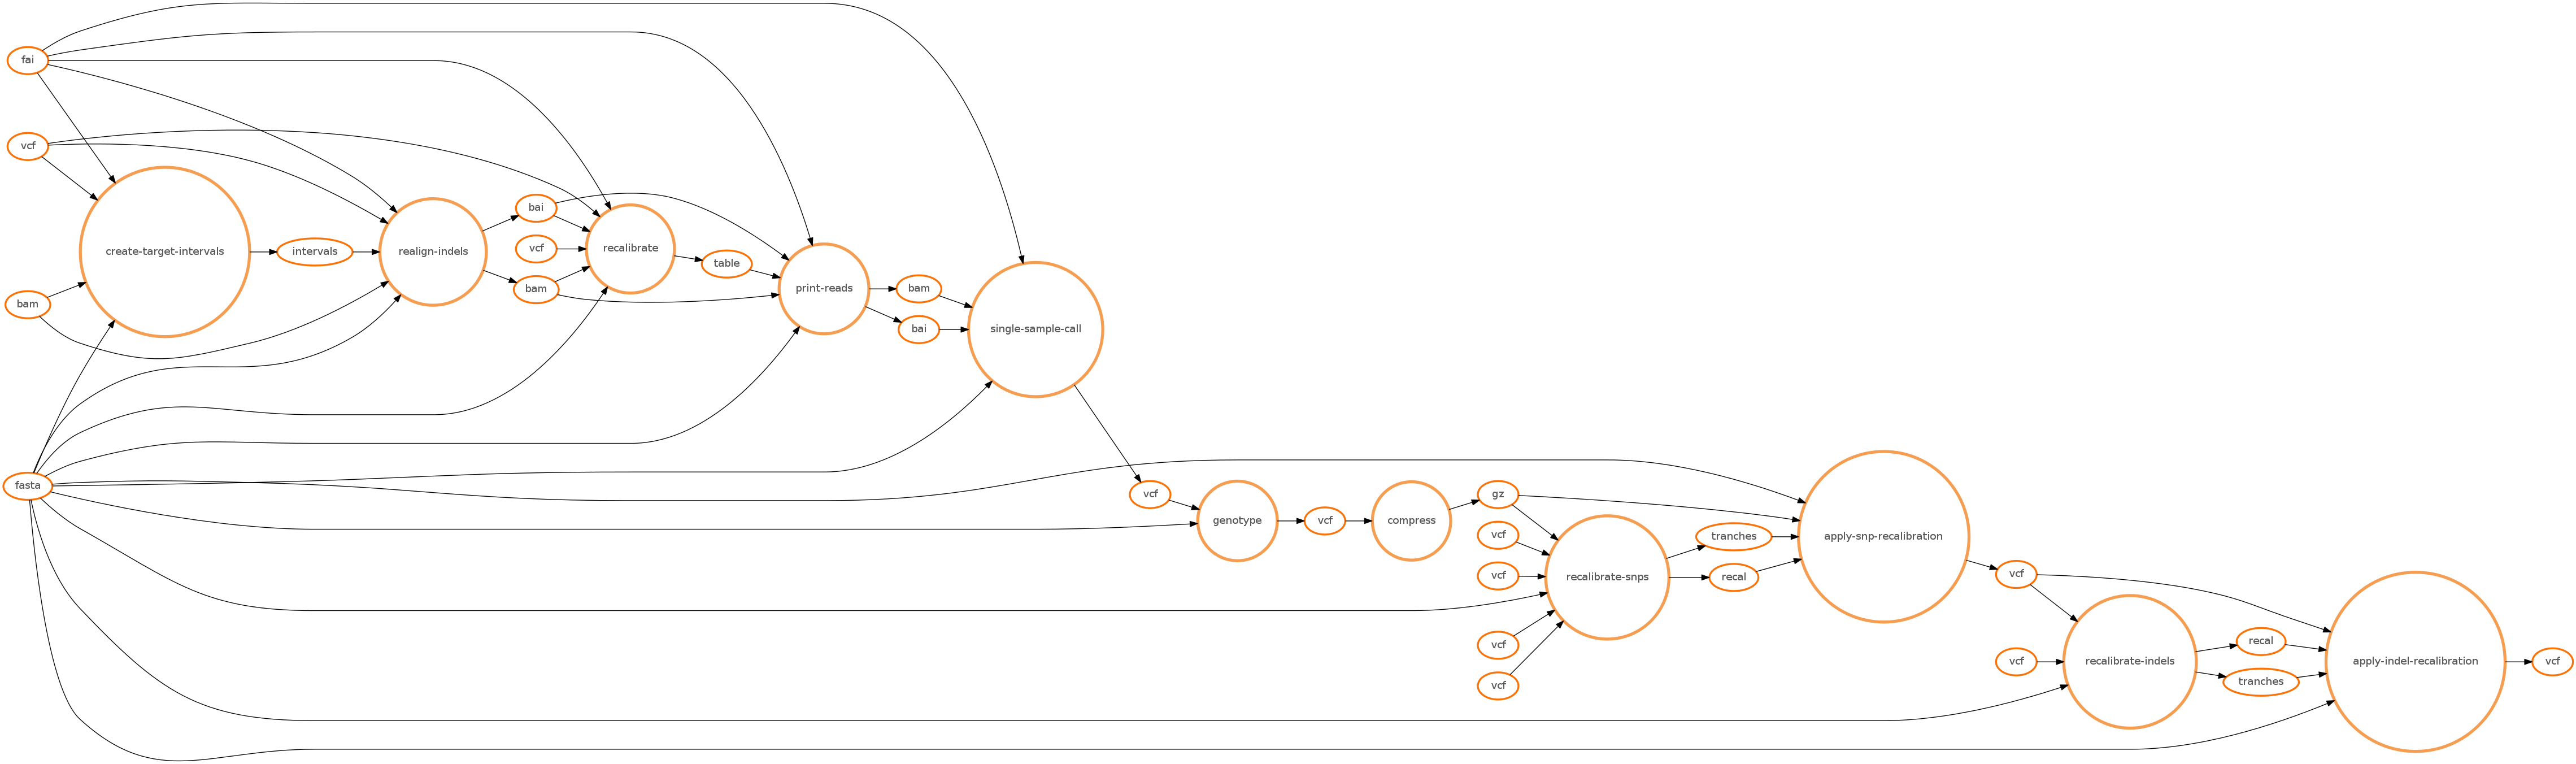 fai
vcf
create-target-intervals
bam
fasta
intervals
realign-indels
bai
vcf
bam
recalibrate
table
print-reads
bam
bai
single-sample-call
vcf
genotype
vcf
compress
gz
vcf
vcf
vcf
vcf
recalibrate-snps
tranches
recal
apply-snp-recalibration
vcf
vcf
recalibrate-indels
recal
tranches
apply-indel-recalibration
vcf